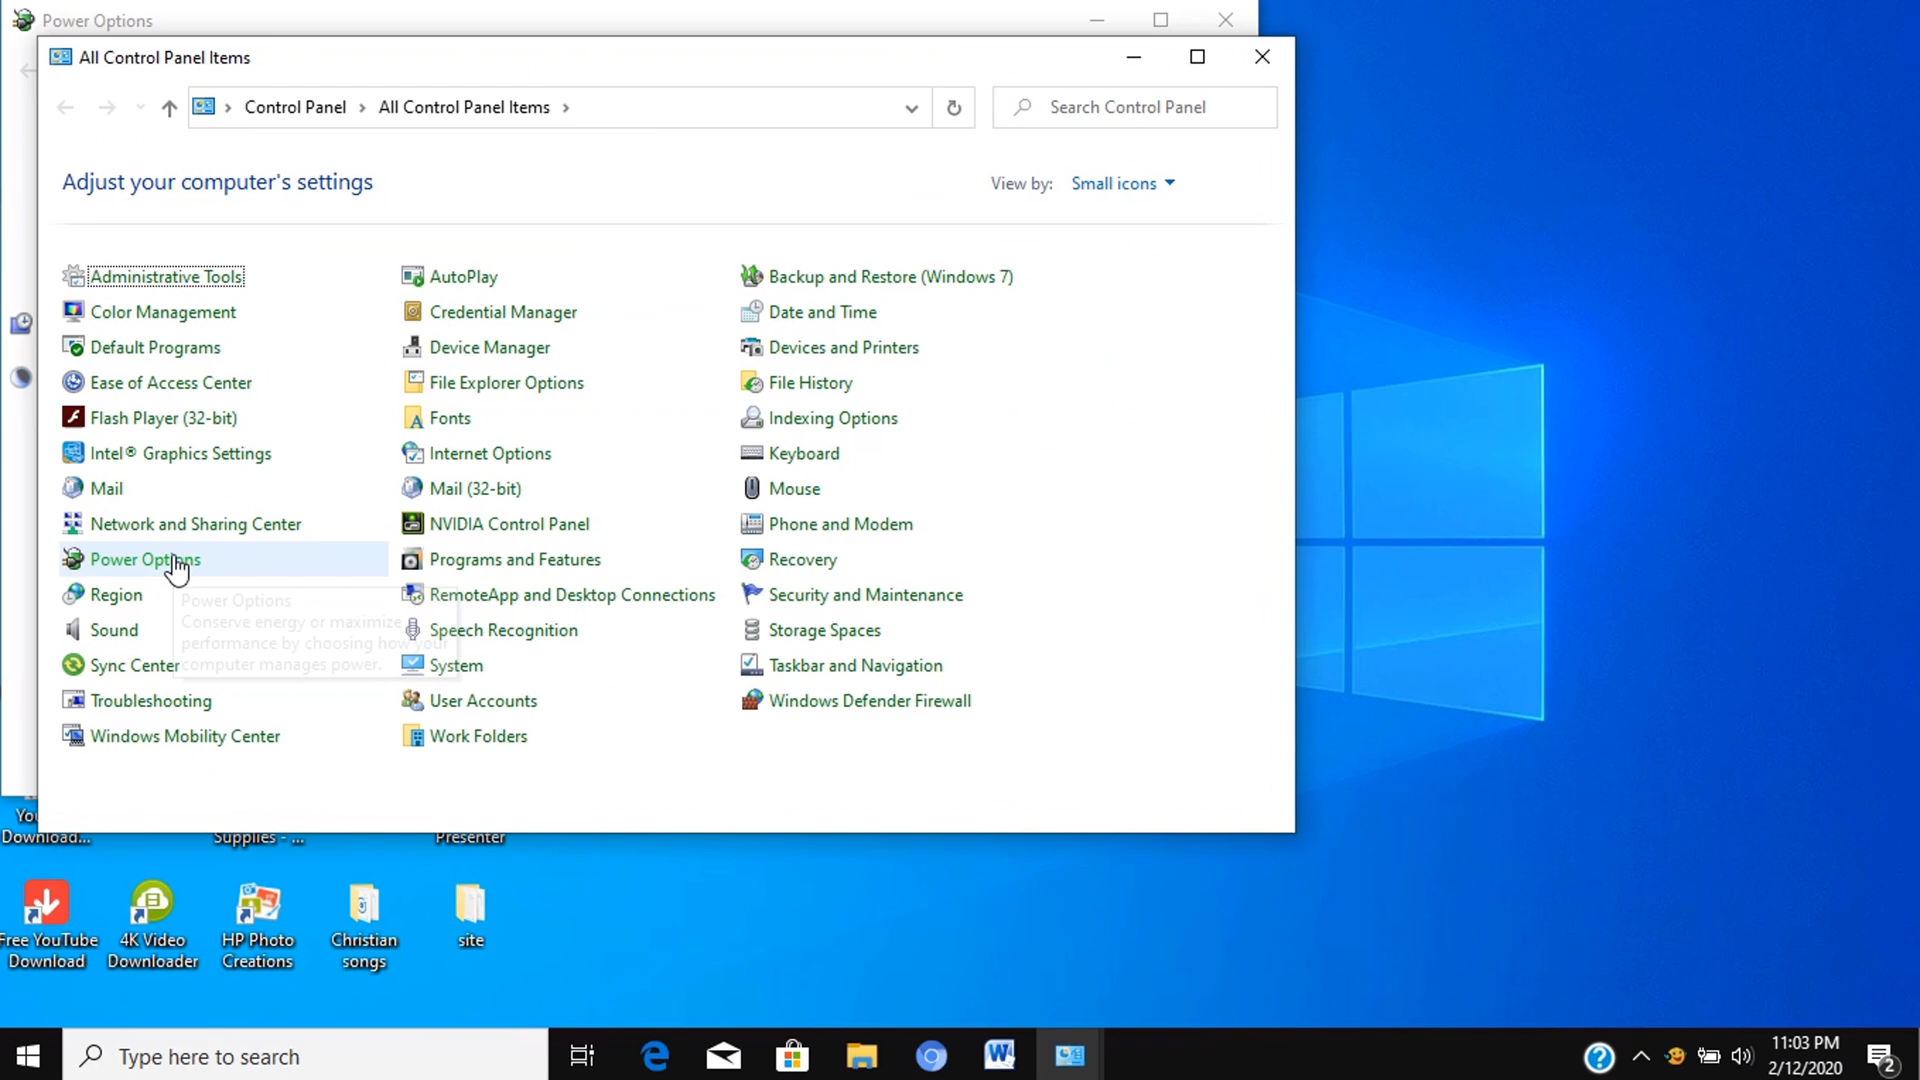 Power Options
All Control Panel Items
Control Panel
All Control Panel Items
Search Control Panel
Adjust your computer's settings
View by:
Small icons
Administrative Tools
AutoPlay
Backup and Restore (Windows 7)
Color Management
Credential Manager
Date and Time
Default Programs
Device Manager
Devices and Printers
Ease of Access Center
File Explorer Options
File History
Flash Player (32-bit)
Fonts
Indexing Options
Intel® Graphics Settings
Internet Options
Keyboard
Mail
Mail (32-bit)
Mouse
Network and Sharing Center
NVIDIA Control Panel
Phone and Modem
Power Options
Programs and Features
Recovery
Region
RemoteApp and Desktop Connections
Security and Maintenance
Power Options
Conserve energy or maximize
performance by choosing how your
computer manages power.
Sound
Speech Recognition
Storage Spaces
Sync Center
System
Taskbar and Navigation
Troubleshooting
User Accounts
Windows Defender Firewall
Windows Mobility Center
Work Folders
You
Download...
Supplies - ...
Presenter
Free YouTube
Download
4K Video
Downloader
HP Photo
Creations
Christian
songs
site
Type here to search
11:03 PM
2/12/2020
2